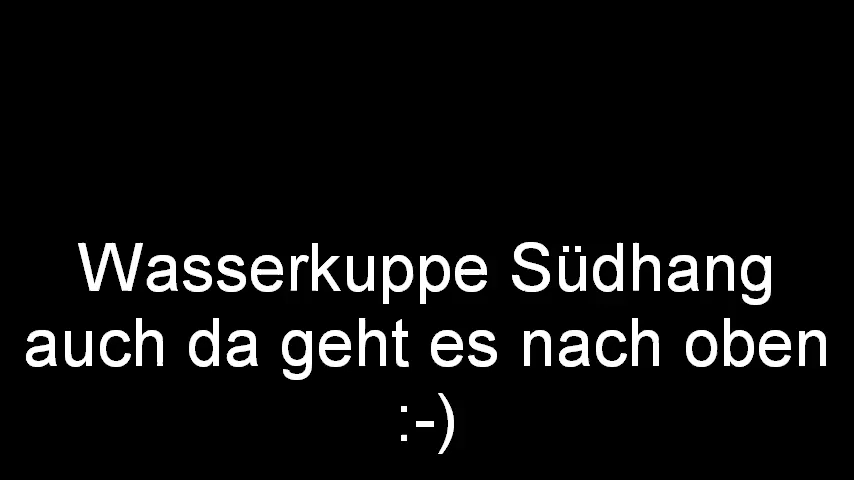 Wasserkuppe Südhang
auch da geht es nach oben
:-)